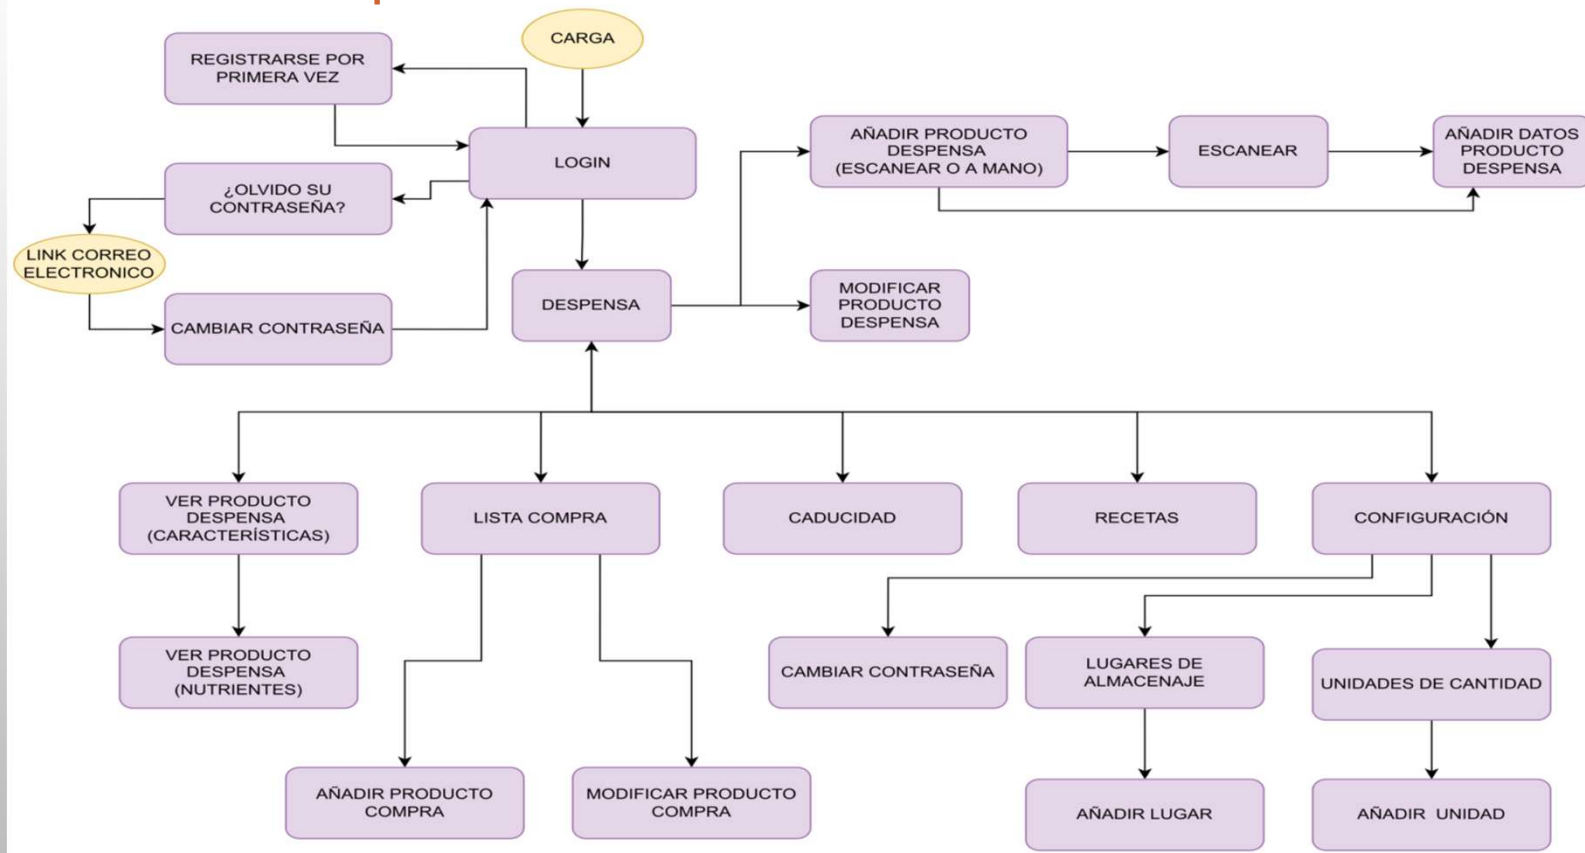 CARGA
REGISTRARSE POR
PRIMERA VEZ
LOGIN
AÑADIR PRODUCTO
DESPENSA
(ESCANEAR O A MANO)
ESCANEAR
AÑADIR DATOS
PRODUCTO
DESPENSA
¿OLVIDO SU
CONTRASEÑA?
LINK CORREO
ELECTRONICO
CAMBIAR CONTRASEÑA
DESPENSA
MODIFICAR
PRODUCTO
DESPENSA
VER PRODUCTO
DESPENSA
(CARACTERÍSTICAS)
LISTA COMPRA
CADUCIDAD
RECETAS
CONFIGURACIÓN
VER PRODUCTO
DESPENSA
(NUTRIENTES)
CAMBIAR CONTRASEÑA
LUGARES DE
ALMACENAJE
UNIDADES DE CANTIDAD
AÑADIR PRODUCTO
COMPRA
MODIFICAR PRODUCTO
COMPRA
AÑADIR LUGAR
AÑADIR UNIDAD